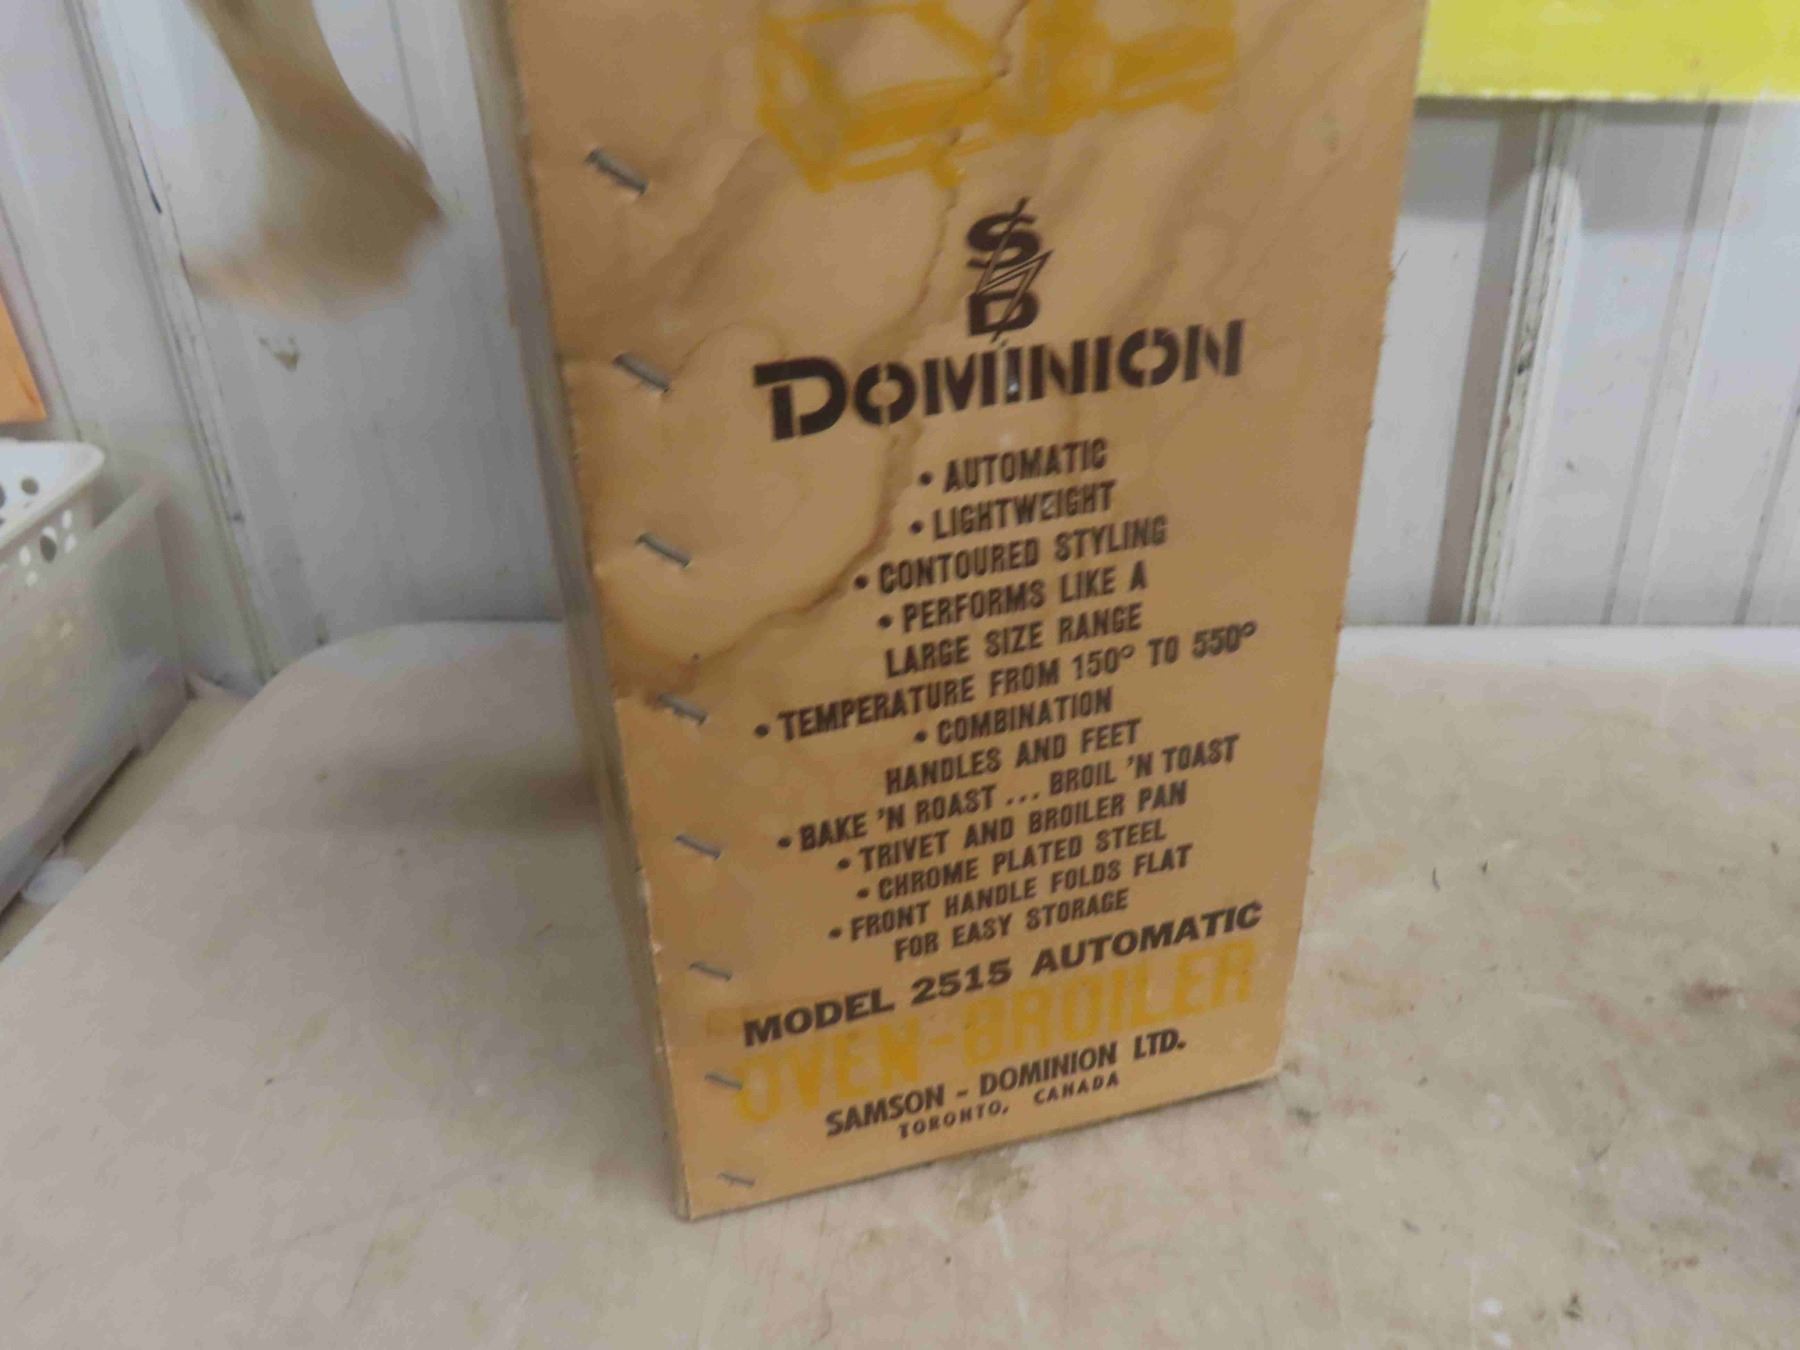 S
D
DOMINION
• AUTOMATIC
• LIGHTWEIGHT
• CONTOURED STYLING
• PERFORMS LIKE A
LARGE SIZE RANGE
• TEMPERATURE FROM 150° TO 550°
• COMBINATION
HANDLES AND FEET
• BAKE 'N ROAST ... BROIL 'N TOAST
• TRIVET AND BROILER PAN
• CHROME PLATED STEEL
• FRONT HANDLE FOLDS FLAT
FOR EASY STORAGE
MODEL 2515 AUTOMATIC
OVEN-BROILER
SAMSON - DOMINION LTD.
TORONTO, CANADA